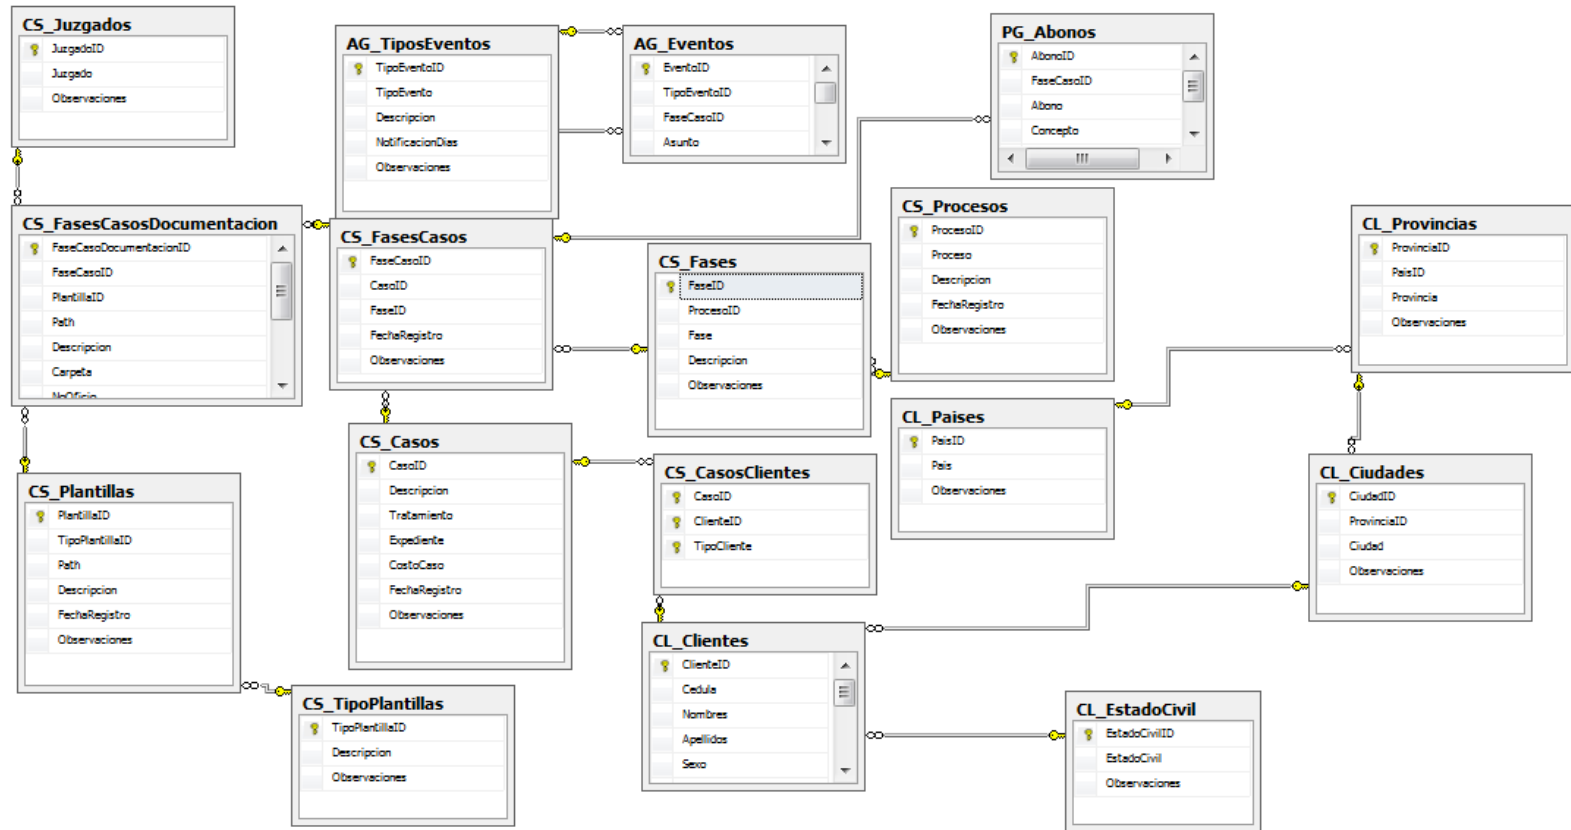 CS_Juzgados
JuzgadoID
Juzgado
Observaciones
AG_TiposEventos
TipoEventoID
TipoEvento
Descripcion
NotificacionDias
Observaciones
AG_Eventos
EventoID
TipoEventoID
FaseCasoID
Asunto
PG_Abonos
AbonoID
FaseCasoID
Abono
Concepto
CS_FasesCasosDocumentacion
FaseCasoDocumentacionID
FaseCasoID
PlantillaID
Path
Descripcion
Carpeta
NoOficio
CS_FasesCasos
FaseCasoID
CasoID
FaseID
FechaRegistro
Observaciones
CS_Fases
FaseID
ProcesoID
Fase
Descripcion
Observaciones
CS_Procesos
ProcesoID
Proceso
Descripcion
FechaRegistro
Observaciones
CL_Provincias
ProvinciaID
PaisID
Provincia
Observaciones
CL_Paises
PaisID
Pais
Observaciones
CS_Casos
CasoID
Descripcion
Tratamiento
Expediente
CostoCaso
FechaRegistro
Observaciones
CS_CasosClientes
CasoID
ClienteID
TipoCliente
CL_Ciudades
CiudadID
ProvinciaID
Ciudad
Observaciones
CS_Plantillas
PlantillaID
TipoPlantillaID
Path
Descripcion
FechaRegistro
Observaciones
CL_Clientes
ClienteID
Cedula
Nombres
Apellidos
Sexo
CS_TipoPlantillas
TipoPlantillaID
Descripcion
Observaciones
CL_EstadoCivil
EstadoCivilID
EstadoCivil
Observaciones